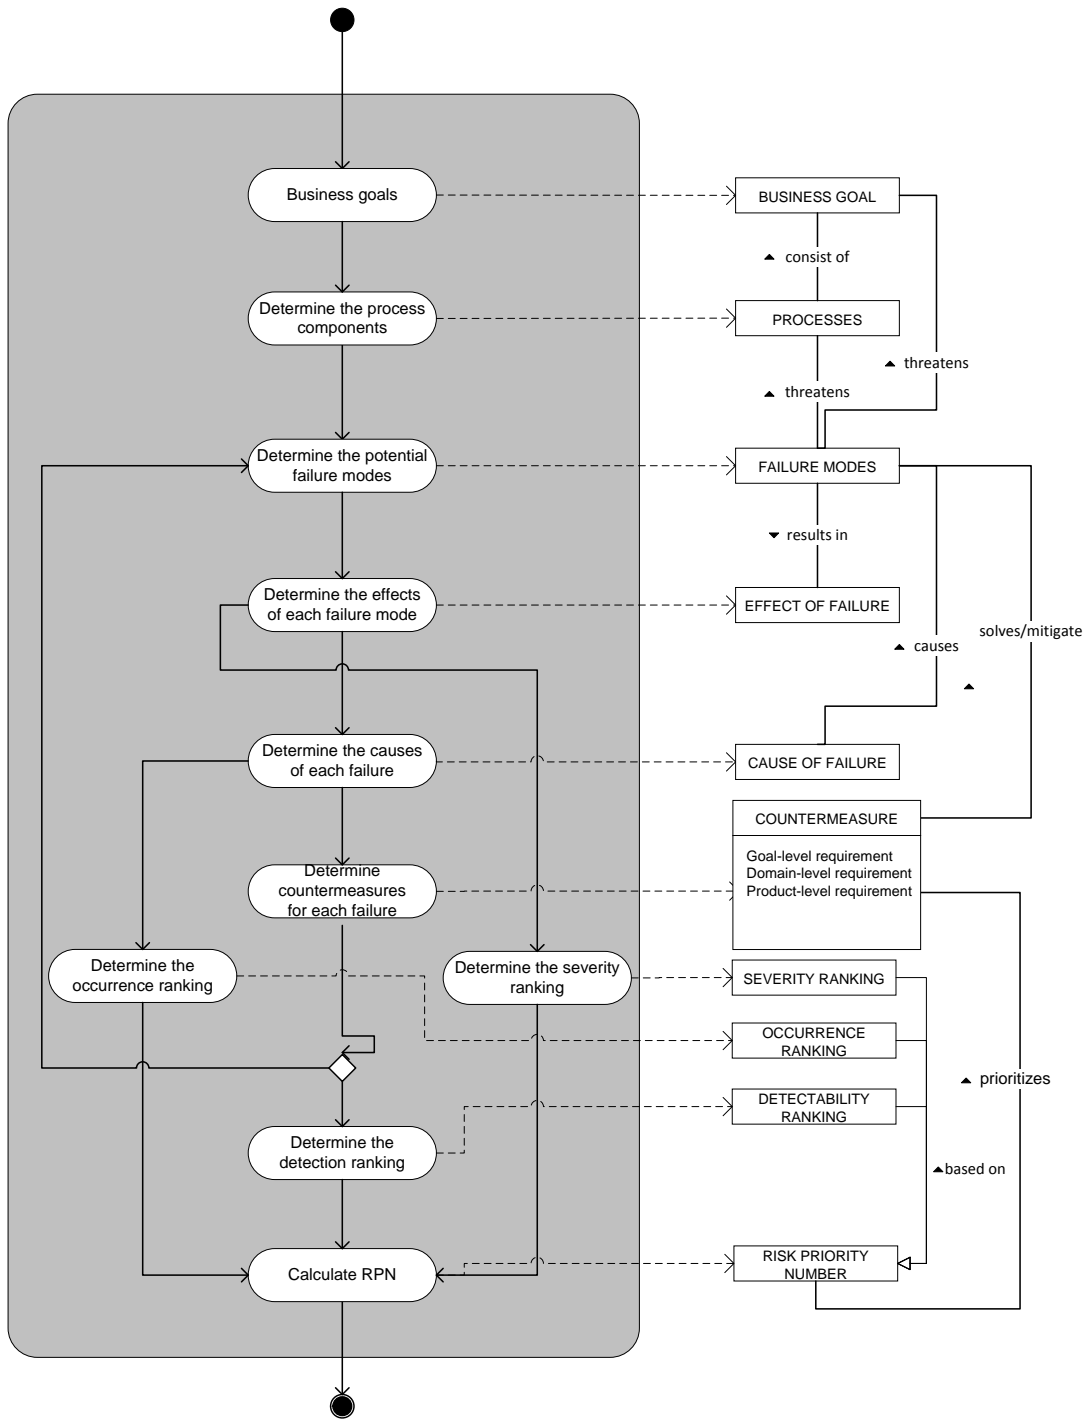 Business goals
BUSINESS GOAL
consist of
Determine the process
components
PROCESSES
threatens
threatens
Determine the potential
failure modes
FAILURE MODES
results in
Determine the effects
of each failure mode
EFFECT OF FAILURE
solves/mitigate
causes
Determine the causes
of each failure
CAUSE OF FAILURE
COUNTERMEASURE
Goal-level requirement
Domain-level requirement
Product-level requirement
Determine
countermeasures
for each failure
Determine the
occurrence ranking
Determine the severity
ranking
SEVERITY RANKING
OCCURRENCE
RANKING
prioritizes
DETECTABILITY
RANKING
Determine the
detection ranking
based on
RISK PRIORITY
NUMBER
Calculate RPN